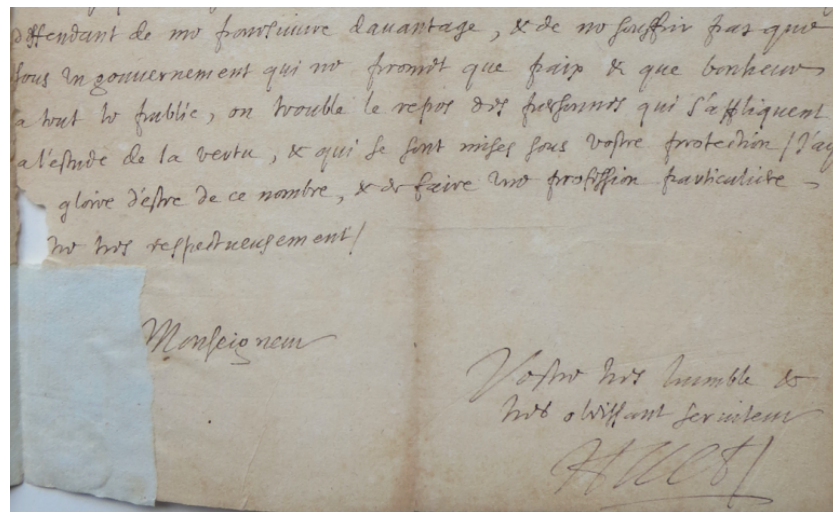 deffendant de me poursuivre davantage, & de ne souffrir pas que
sous un gouvernement qui ne promet que paix & que bonheur
a tout le public, on trouble le repos des personnes qui s'appliquent
a l'estude de la vertu, & qui se sont mises sous vostre protection / J'ay
gloire d'estre de ce nombre, & de faire une profession particuliere
tres respectueusement /
Monseigneur
Vostre tres humble &
tres obeissant serviteur
Huet